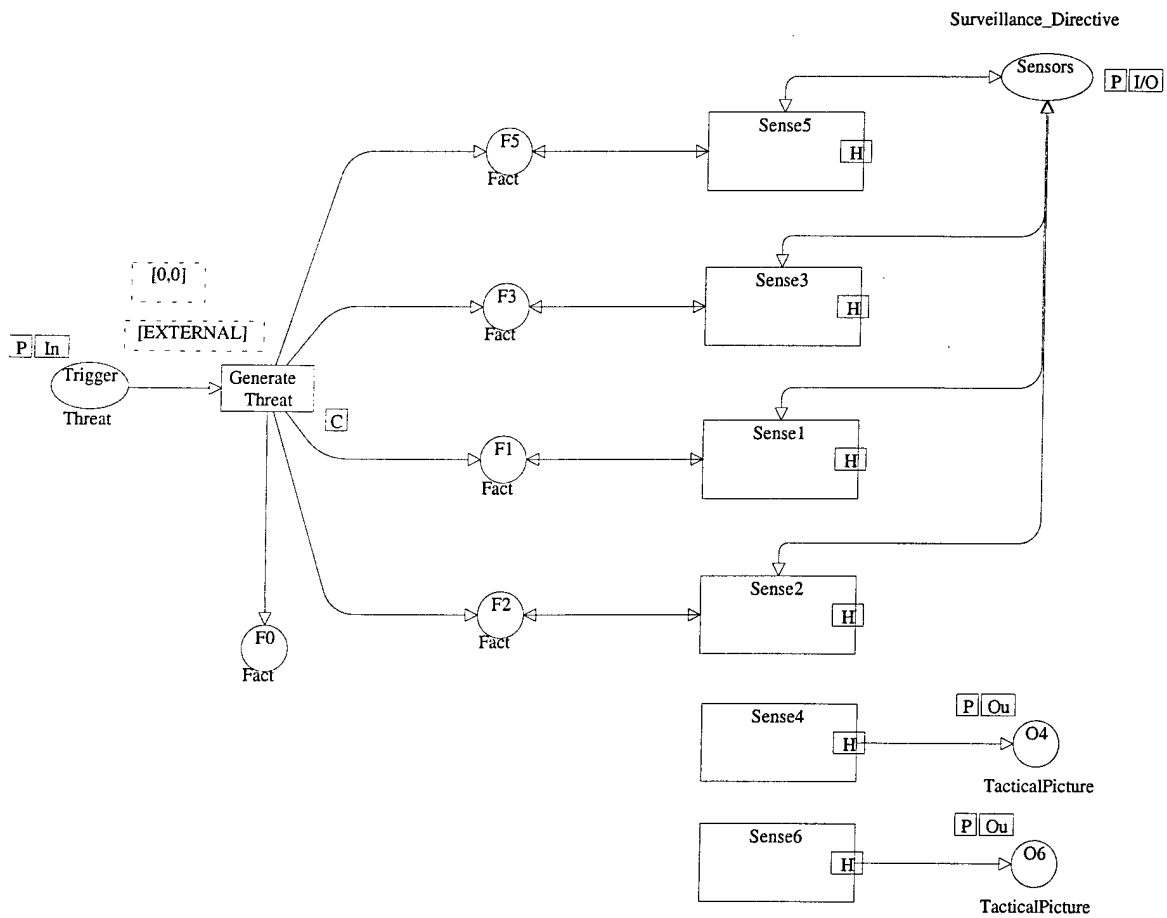 Surveillance_Directive
Sensors
P I/O
Sense5
H
F5
Fact
[0,0]
Sense3
H
F3
Fact
[EXTERNAL]
P In
Trigger
Threat
Generate
Threat
C
Sense1
H
F1
Fact
Sense2
H
F2
Fact
F0
Fact
Sense4
H
P Ou
O4
TacticalPicture
Sense6
H
P Ou
O6
TacticalPicture